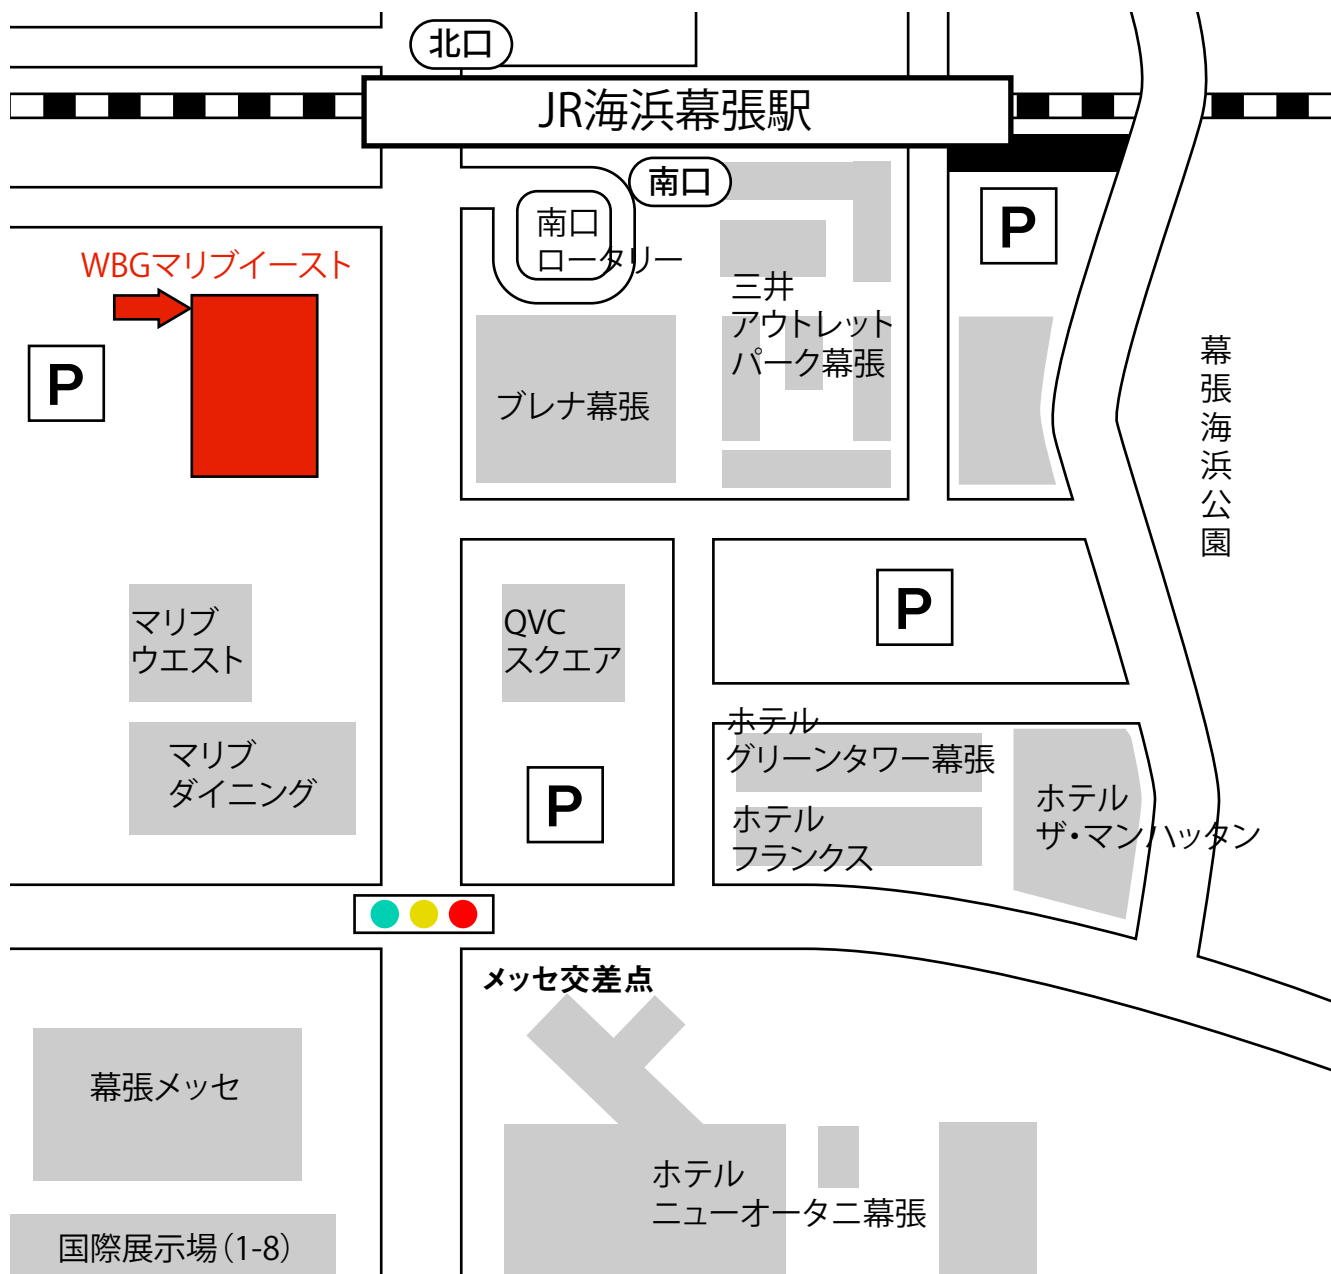 北口
JR海浜幕張駅
南口
南口
ロータリー
P
WBGマリブイースト
三井
アウトレット
パーク幕張
P
ブレナ幕張
幕張海浜公園
マリブ
ウエスト
QVC
スクエア
P
マリブ
ダイニング
P
ホテル
グリーンタワー幕張
ホテル
フランクス
ホテル
ザ・マンハッタン
メッセ交差点
幕張メッセ
ホテル
ニューオータニ幕張
国際展示場（1-8）